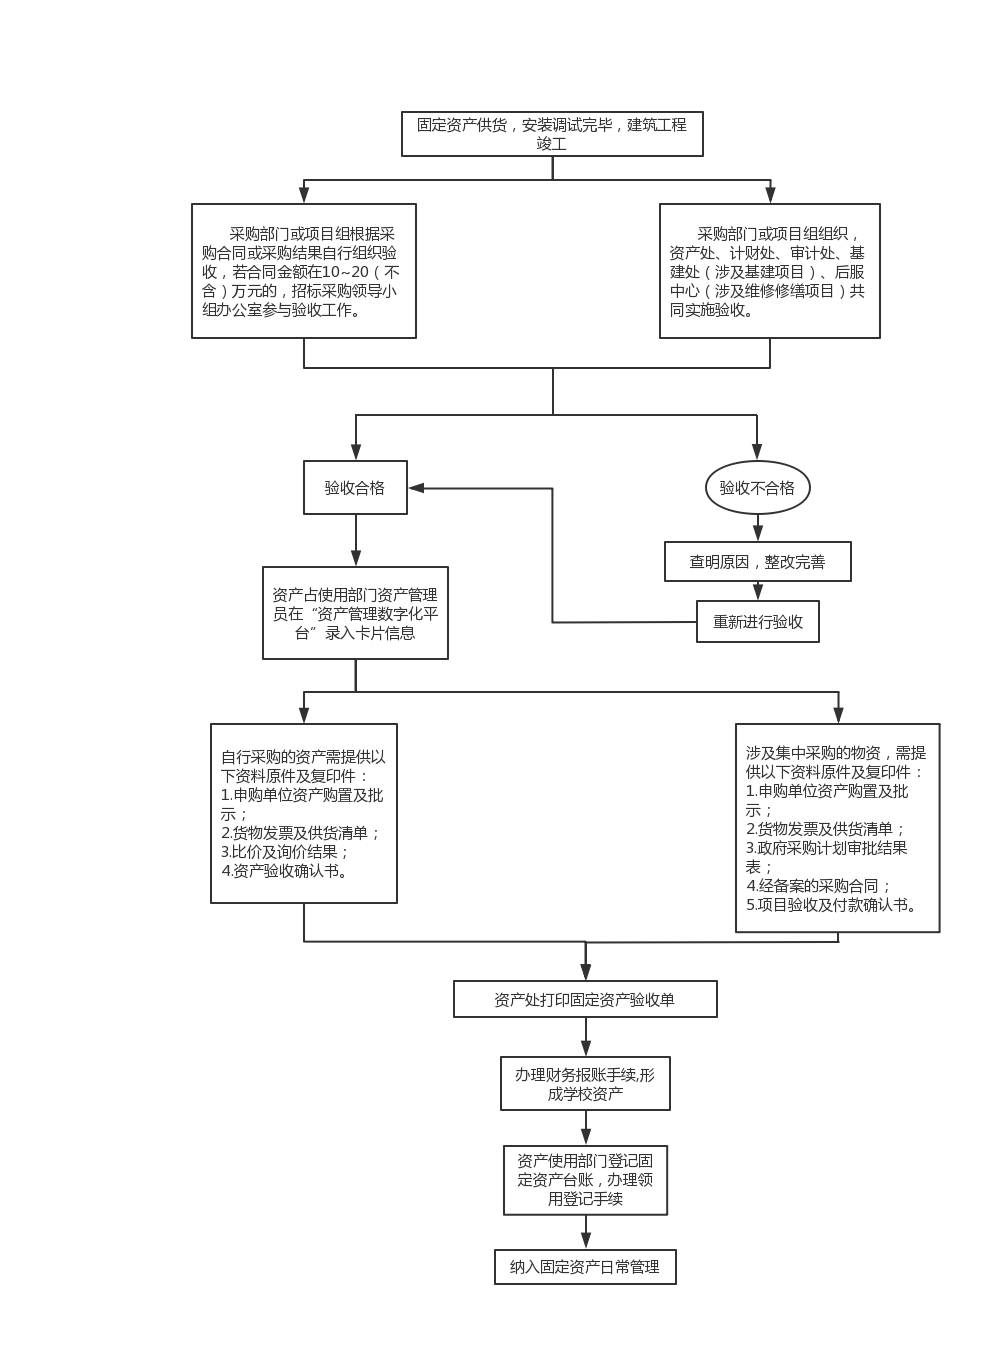 固定资产供货，安装调试完毕，建筑工程
竣工
采购部门或项目组根据采
购合同或采购结果自行组织验
收，若合同金额在10~20（不
含）万元的，招标采购领导小
组办公室参与验收工作。
采购部门或项目组组织，
资产处、计财处、审计处、基
建处（涉及基建项目）、后服
中心（涉及维修修缮项目）共
同实施验收。
验收合格
验收不合格
查明原因，整改完善
重新进行验收
资产占使用部门资产管理
员在“资产管理数字化平
台”录入卡片信息
自行采购的资产需提供以
下资料原件及复印件：
1.申购单位资产购置及批
示；
2.货物发票及供货清单；
3.比价及询价结果；
4.资产验收确认书。
涉及集中采购的物资，需提
供以下资料原件及复印件：
1.申购单位资产购置及批
示；
2.货物发票及供货清单；
3.政府采购计划审批结果
表；
4.经备案的采购合同；
5.项目验收及付款确认书。
资产处打印固定资产验收单
办理财务报账手续,形
成学校资产
资产使用部门登记固
定资产台账，办理领
用登记手续
纳入固定资产日常管理